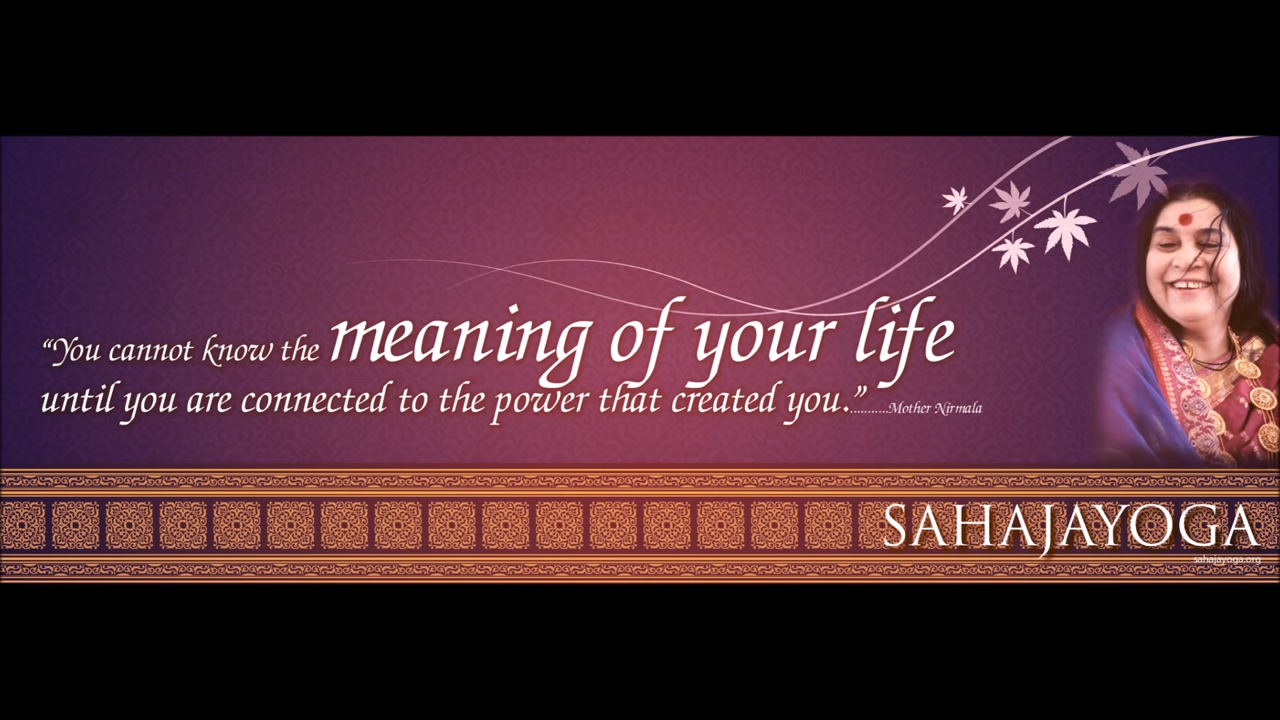 “You cannot know the meaning of your life
until you are connected to the power that created you.”...........Mother Nirmala
SAHAJAYOGA
sahajayoga.org